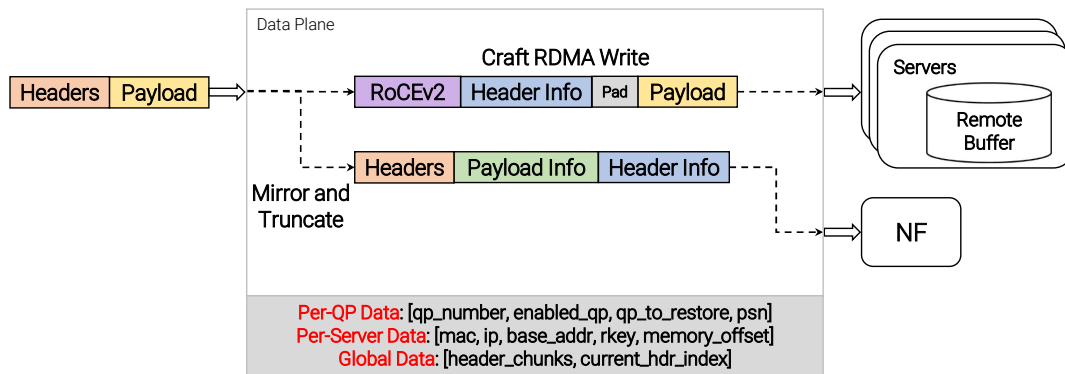 Data Plane
Craft RDMA Write
Headers Payload
RoCEv2 Header Info Pad Payload
Servers
Remote
Buffer
Headers Payload Info Header Info
Mirror and
Truncate
NF
Per-QP Data: [qp_number, enabled_qp, qp_to_restore, psn]
Per-Server Data: [mac, ip, base_addr, rkey, memory_offset]
Global Data: [header_chunks, current_hdr_index]